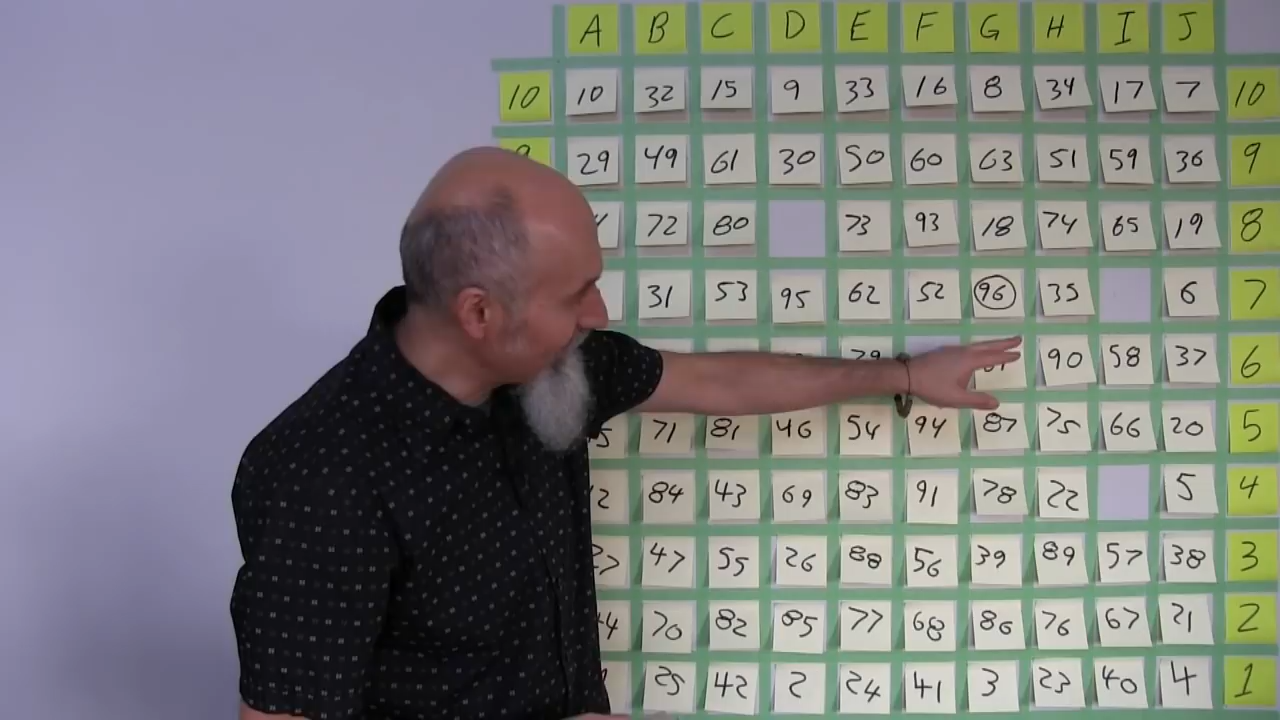 A B C D E F G H I J
10 10 32 15 9 33 16 8 34 17 7 10
29 49 61 30 50 60 63 51 59 36 9
72 80 73 93 18 74 65 19 8
31 53 95 62 52 96 35 6 7
79 90 58 37 6
71 81 46 54 94 87 75 66 20 5
84 43 69 83 91 78 22 5 4
47 55 26 88 56 39 89 57 38 3
70 82 85 77 68 86 76 67 21 2
25 42 2 24 41 3 23 40 4 1